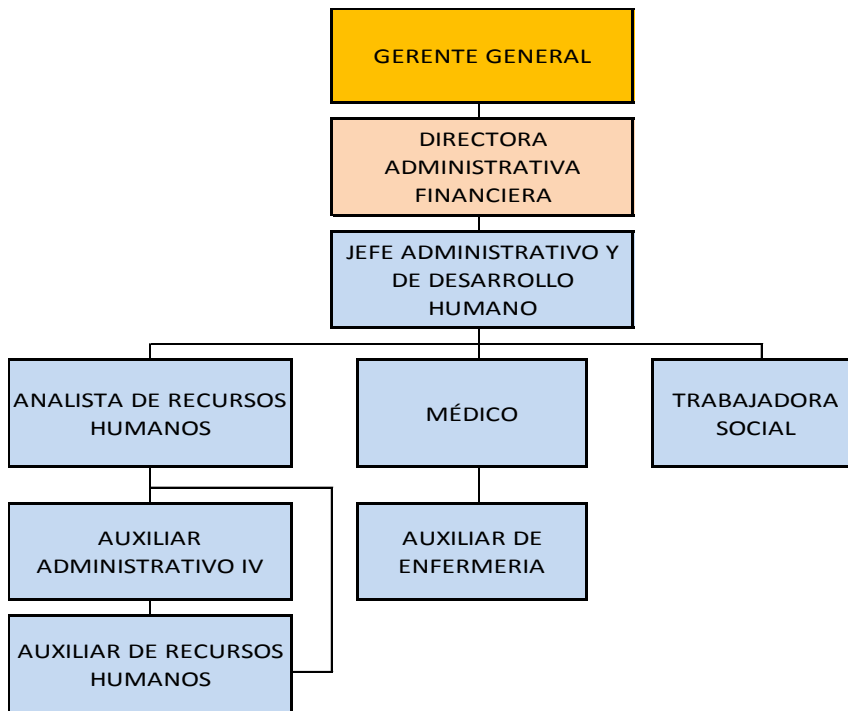 GERENTE GENERAL
DIRECTORA
ADMINISTRATIVA
FINANCIERA
JEFE ADMINISTRATIVO Y
DE DESARROLLO
HUMANO
ANALISTA DE RECURSOS
HUMANOS
MÉDICO
TRABAJADORA
SOCIAL
AUXILIAR
ADMINISTRATIVO IV
AUXILIAR DE
ENFERMERIA
AUXILIAR DE RECURSOS
HUMANOS